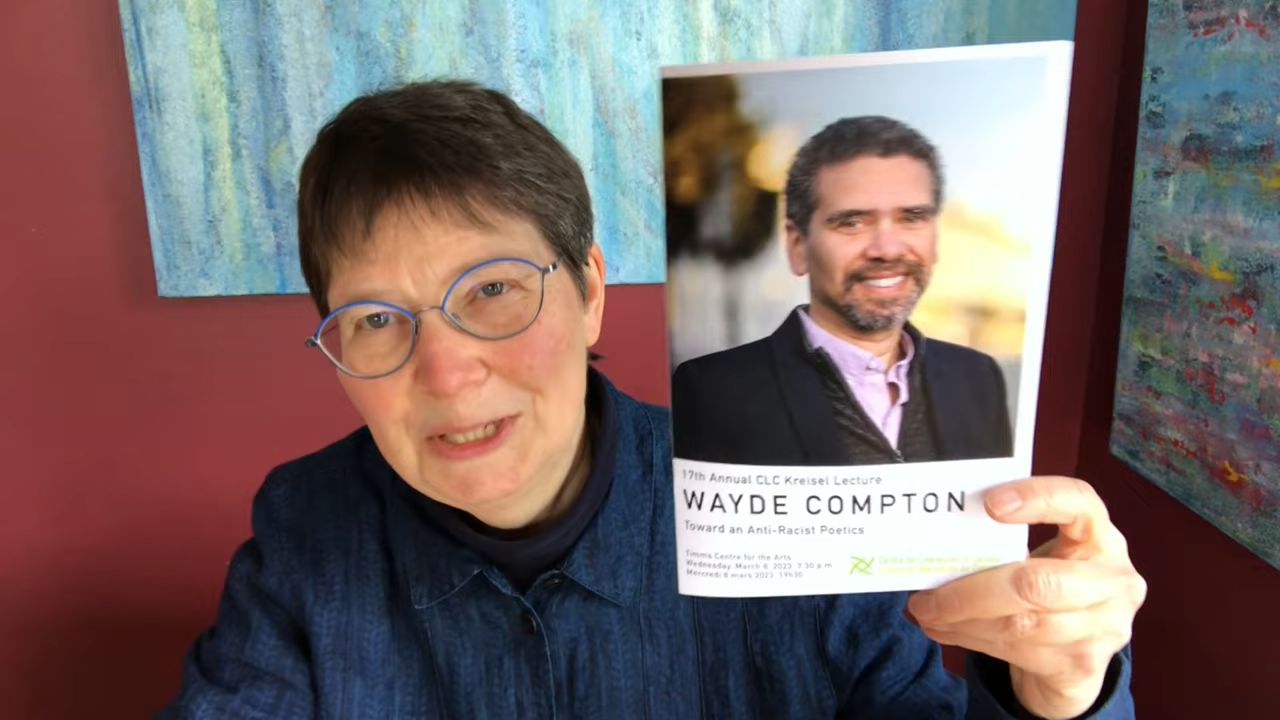 17th Annual CLC Kreisel Lecture
WAYDE COMPTON
Toward an Anti-Racist Poetics
Timms Centre for the Arts
Wednesday, March 8, 2023 7:30 p.m
Mercredi 8 mars 2023 19h30